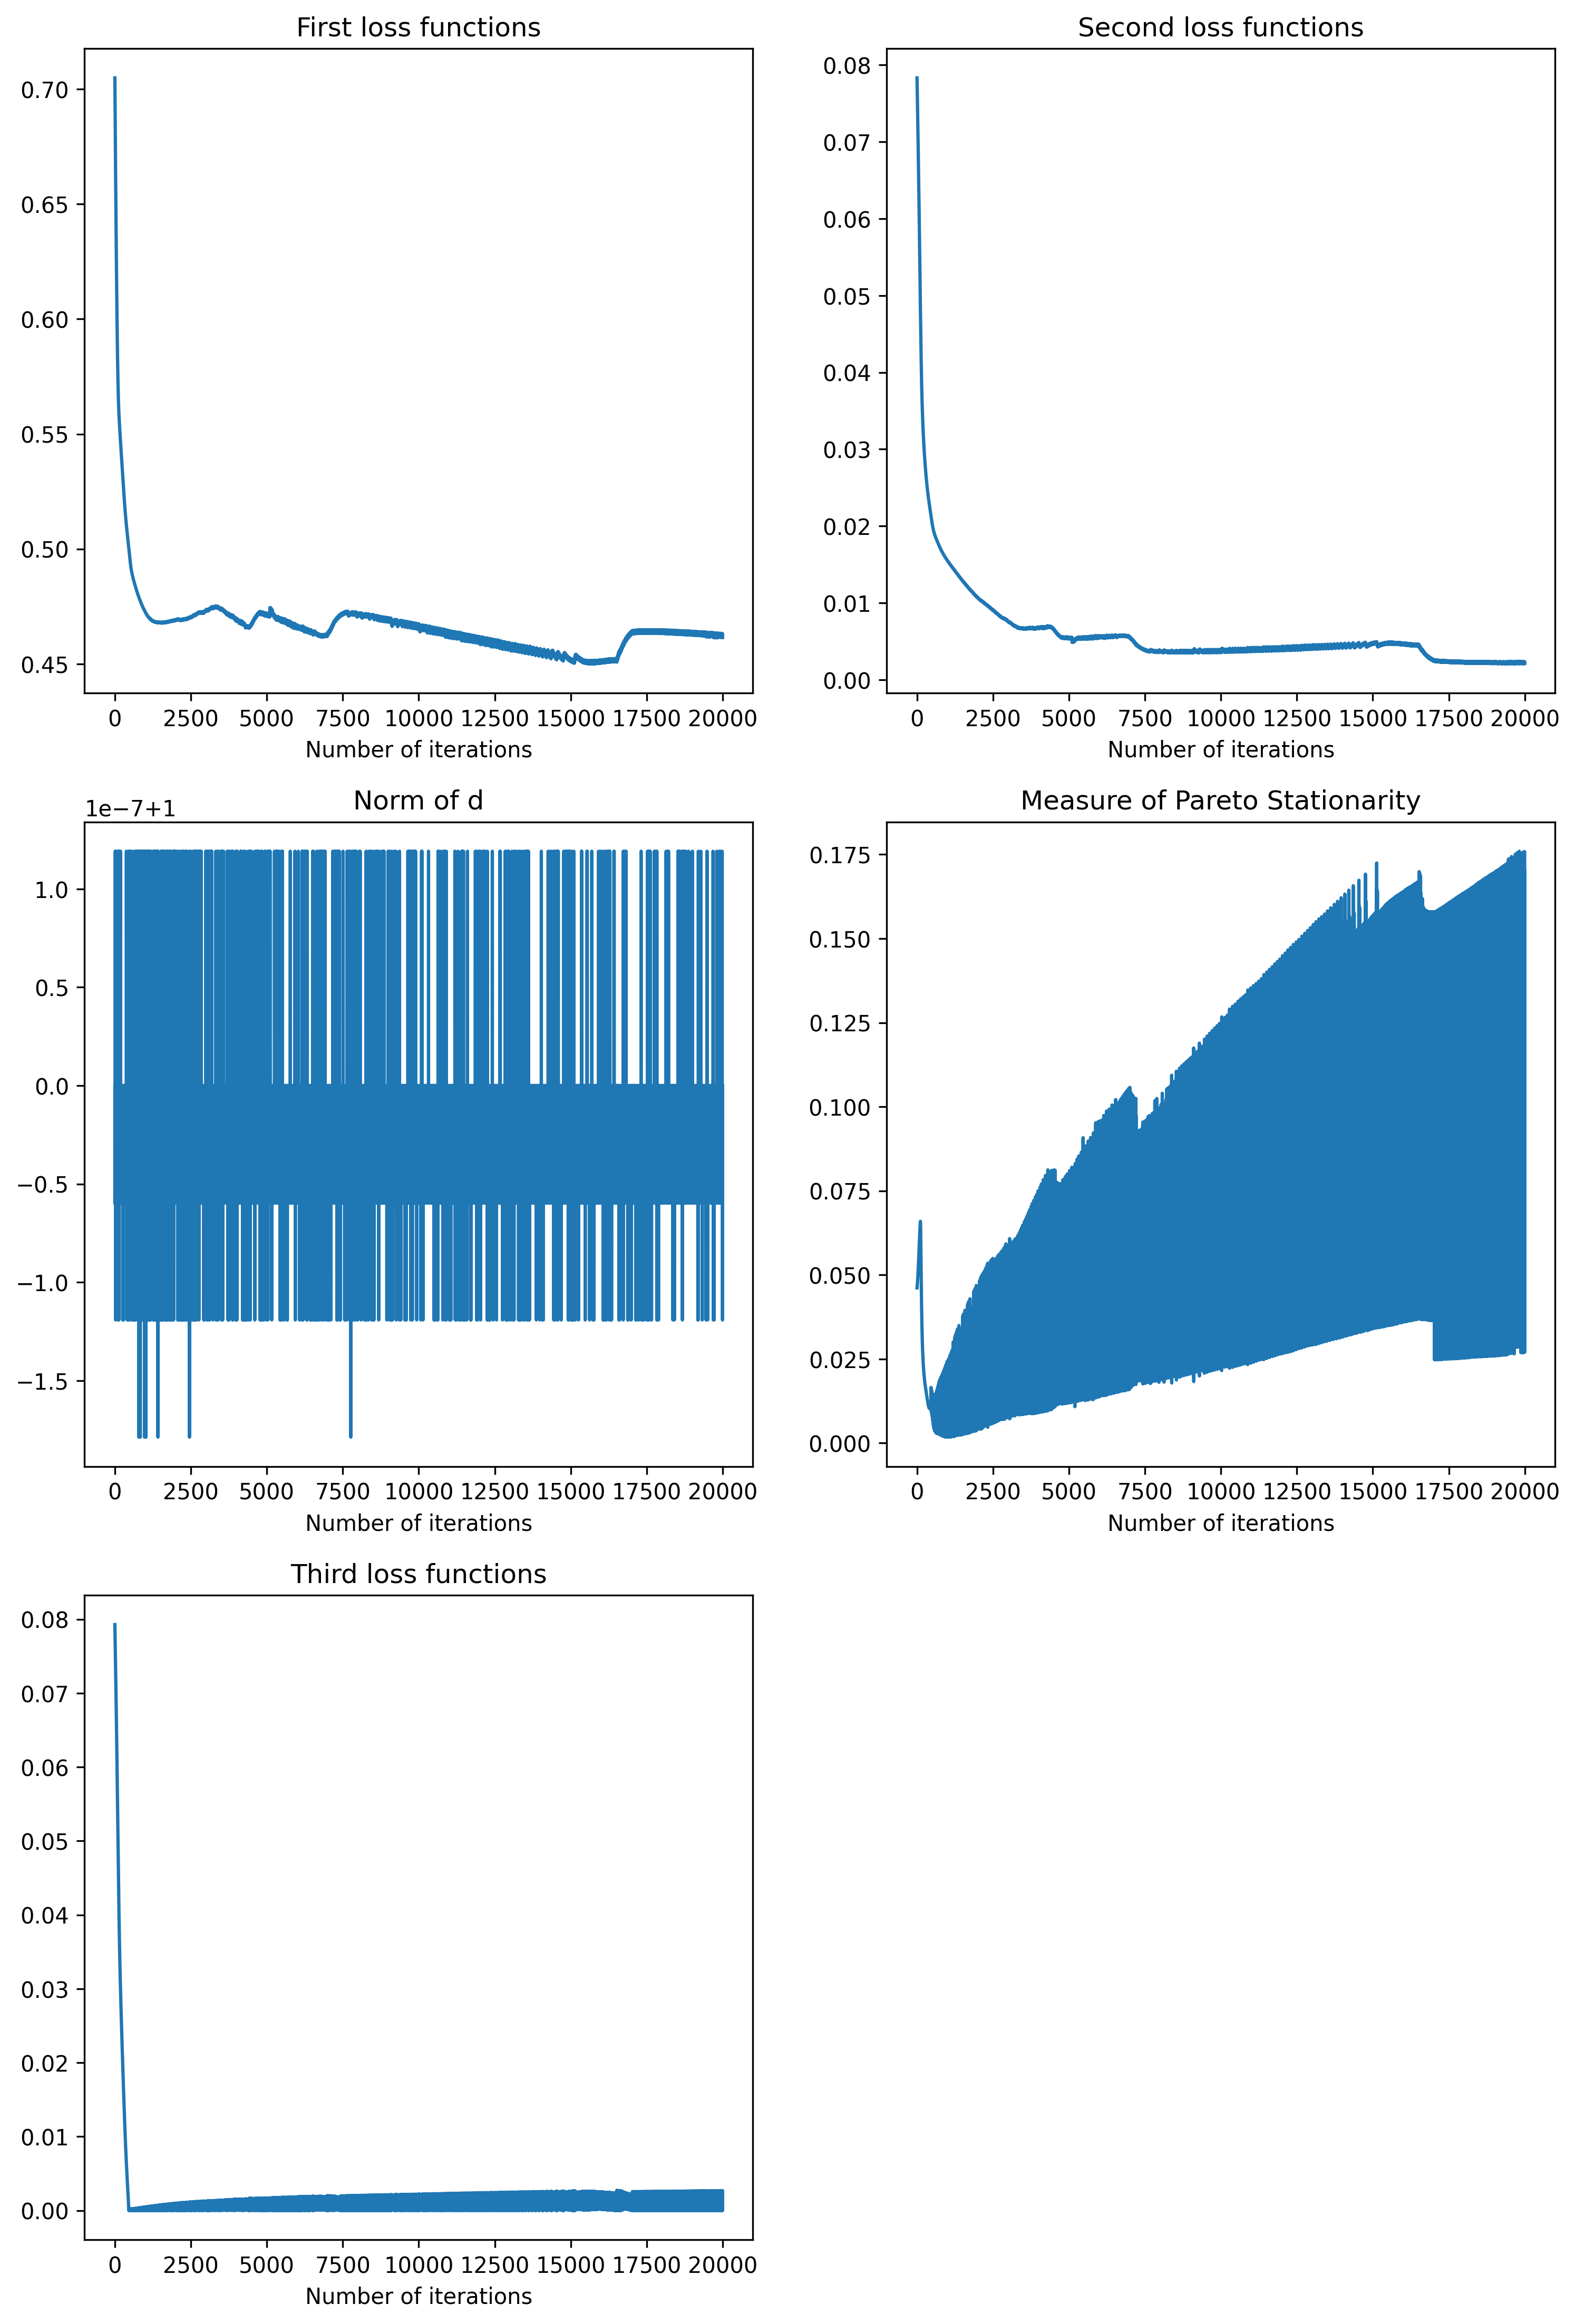 First loss functions
0.70
0.65
0.60
0.55
0.50
0.45
0 2500 5000 7500 10000 12500 15000 17500 20000
Number of iterations
Second loss functions
0.08
0.07
0.06
0.05
0.04
0.03
0.02
0.01
0.00
0 2500 5000 7500 10000 12500 15000 17500 20000
Number of iterations
Norm of d
1e−7+1
1.0
0.5
0.0
−0.5
−1.0
−1.5
0 2500 5000 7500 10000 12500 15000 17500 20000
Number of iterations
Measure of Pareto Stationarity
0.175
0.150
0.125
0.100
0.075
0.050
0.025
0.000
0 2500 5000 7500 10000 12500 15000 17500 20000
Number of iterations
Third loss functions
0.08
0.07
0.06
0.05
0.04
0.03
0.02
0.01
0.00
0 2500 5000 7500 10000 12500 15000 17500 20000
Number of iterations